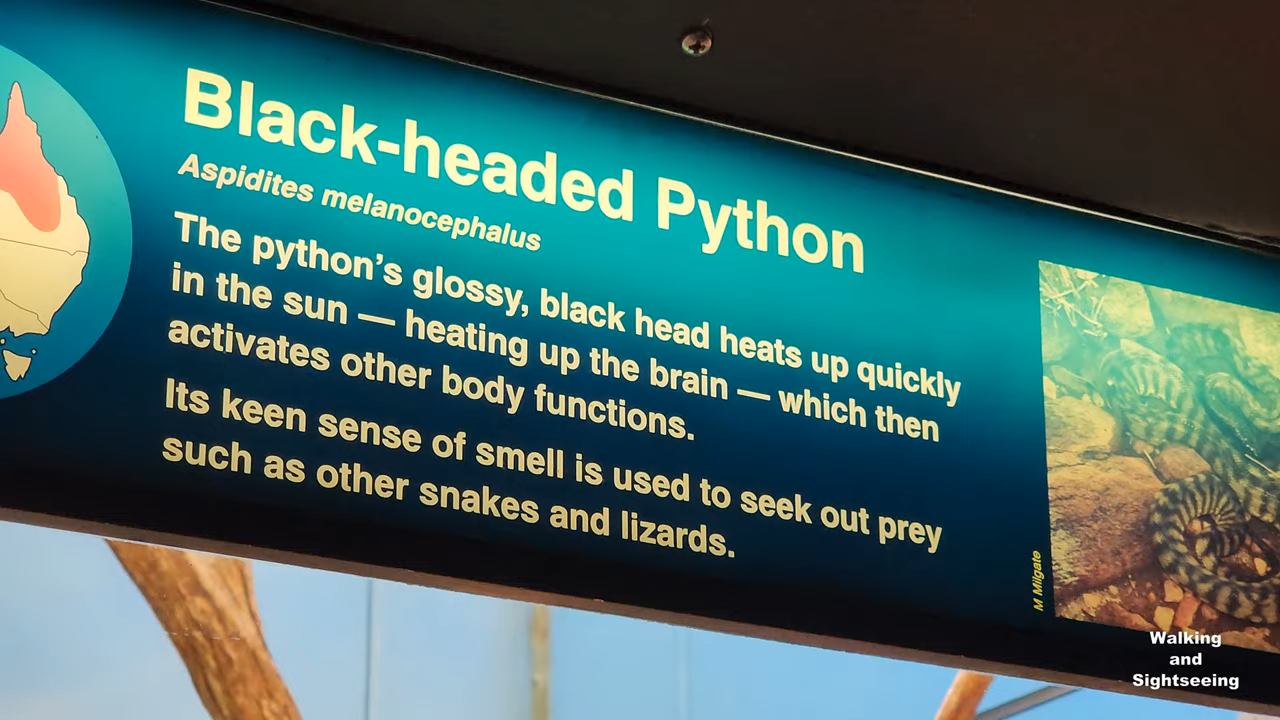 Black-headed Python
Aspidites melanocephalus
The python’s glossy, black head heats up quickly
in the sun — heating up the brain — which then
activates other body functions.
Its keen sense of smell is used to seek out prey
such as other snakes and lizards.
M Milgate
Walking
and
Sightseeing